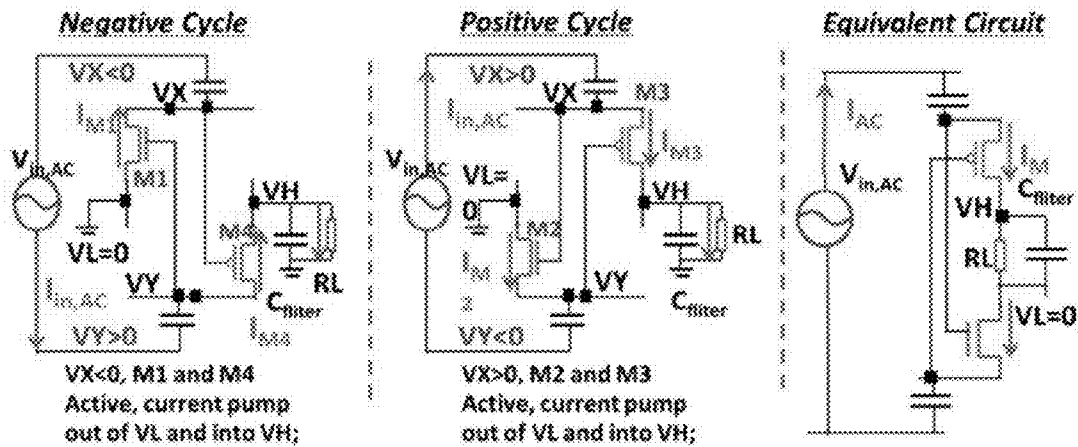 Negative Cycle
VX<0
VX
I_M1
V_in,AC
M1
VH
VL=0
M4
RL
VY
I_in,AC
C_filter
VY>0
I_M4
VX<0, M1 and M4
Active, current pump
out of VL and into VH;
Positive Cycle
VX>0
VX
M3
I_in,AC
I_M3
V_in,AC
VL=
0
VH
M2
RL
I_M
2
VY
C_filter
VY<0
VX>0, M2 and M3
Active, current pump
out of VL and into VH;
Equivalent Circuit
I_AC
V_in,AC
I_M
C_filter
VH
RL
VL=0